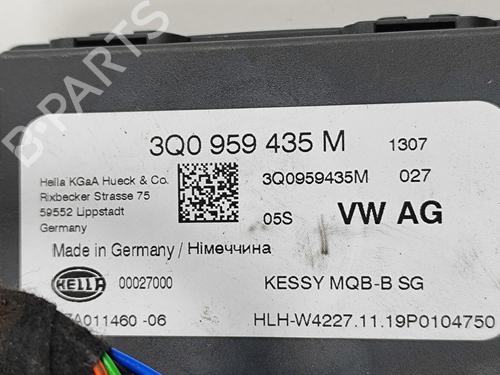 3Q0 959 435 M 1307
Hella KGaA Hueck & Co.
Rixbecker Strasse 75
59552 Lippstadt
Germany
3Q0959435M 027
05S VW AG
Made in Germany / Німеччина
HELLA 00027000 KESSY MQB-B SG
A011460 -06 HLH-W4227.11.19P0104750